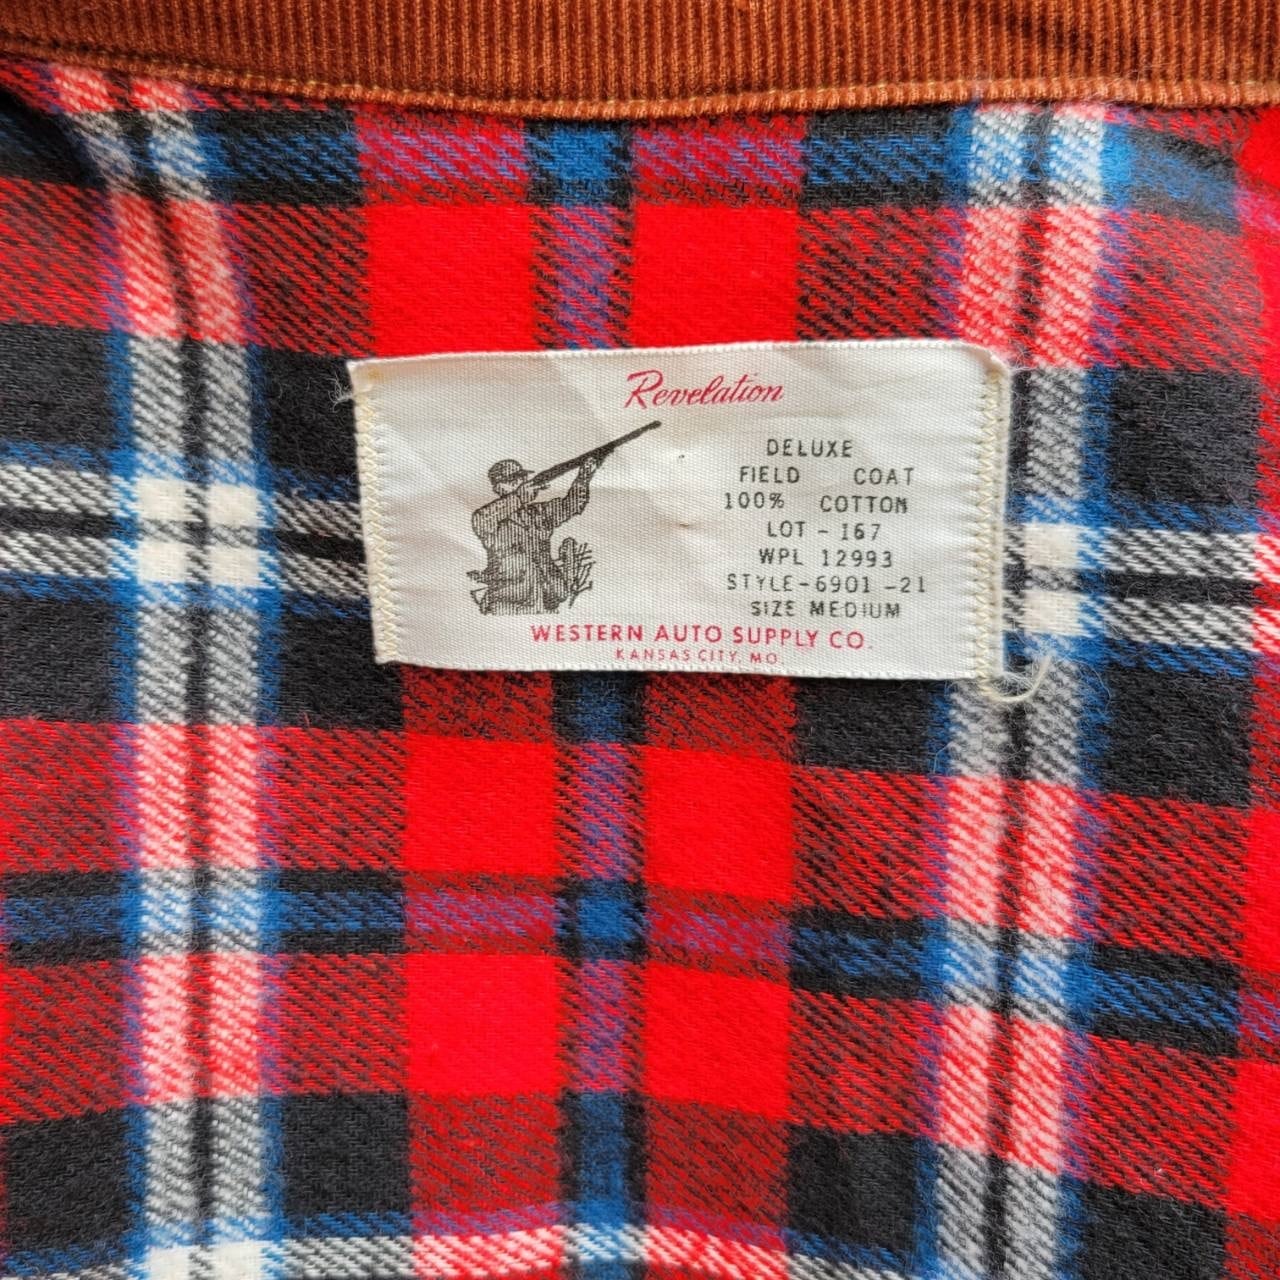 Revelation
DELUXE
FIELD COAT
100% COTTON
LOT - 167
WPL 12993
STYLE-6901 -21
SIZE MEDIUM
WESTERN AUTO SUPPLY CO.
KANSAS CITY, MO.